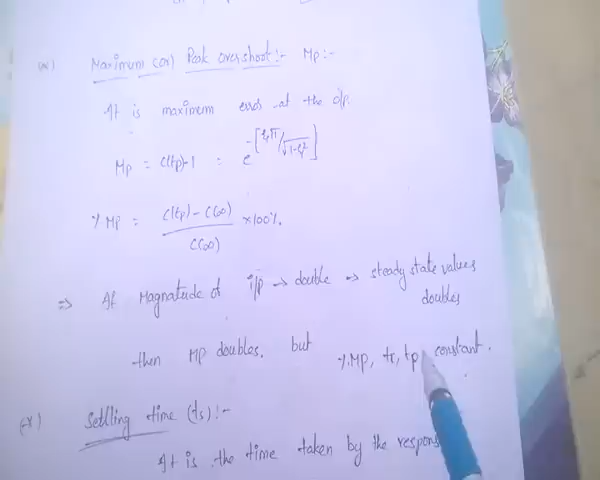 (*) Maximum (or) Peak overshoot :- Mp :-
It is maximum error at the o/p.
Mp = C(tp)-1 = e^-[ξπ/√1-ξ²]
% Mp = C(tp) - C(∞) / C(∞) ×100%
⇒ If Magnitude of i/p → double → steady state values
doubles
then Mp doubles. but %Mp, tr, tp constant.
(*) Settling time (ts) :-
It is the time taken by the respons